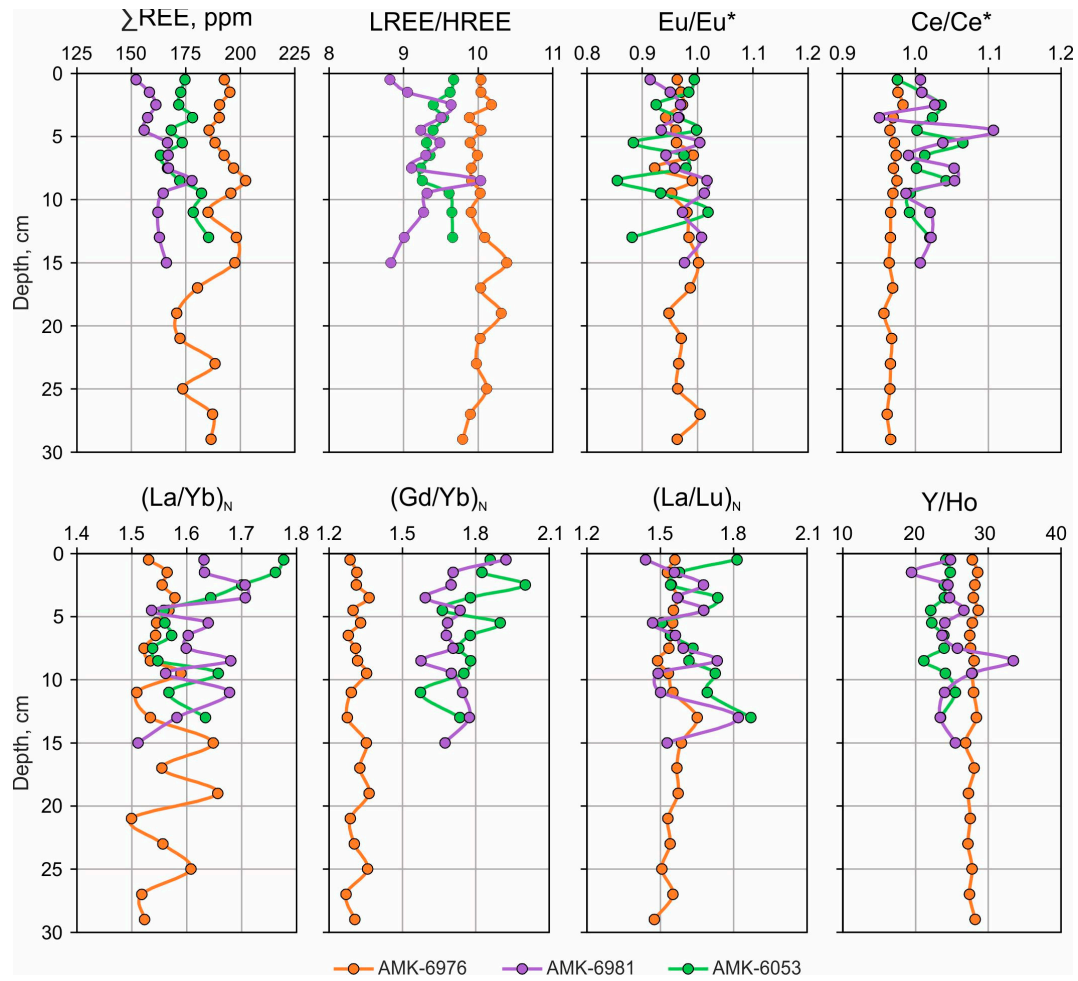 ∑REE, ppm LREE/HREE Eu/Eu* Ce/Ce*
125 150 175 200 225 8 9 10 11 0.8 0.9 1.0 1.1 1.2 0.9 1.0 1.1 1.2
0
5
10
15
20
25
30
Depth, cm
(La/Yb)N (Gd/Yb)N (La/Lu)N Y/Ho
1.4 1.5 1.6 1.7 1.8 1.2 1.5 1.8 2.1 1.2 1.5 1.8 2.1 10 20 30 40
0
5
10
15
20
25
30
Depth, cm
AMK-6976 AMK-6981 AMK-6053